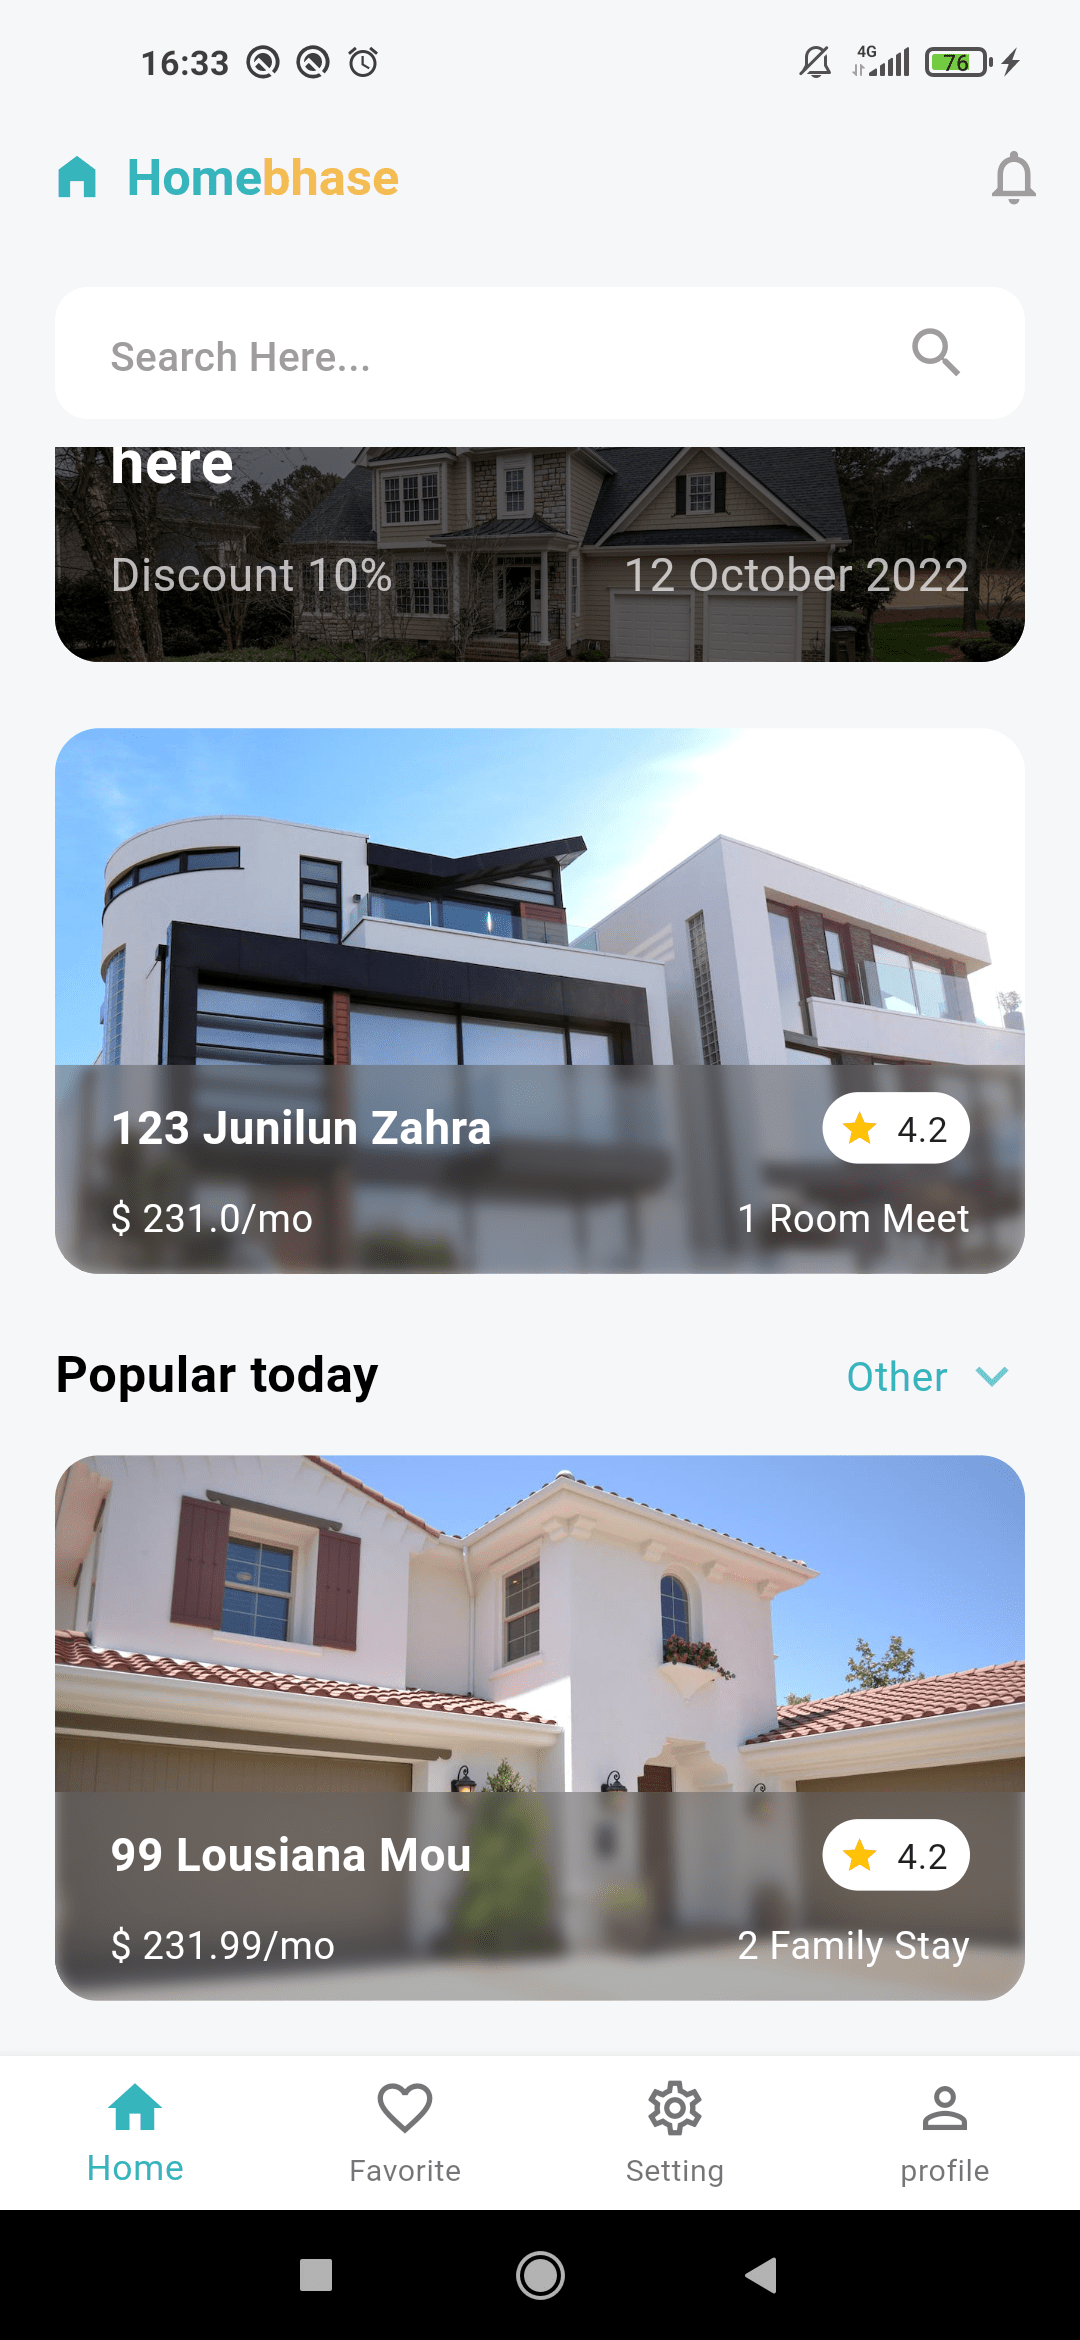 16:33
4G
76
Homebhase
Search Here...
here
Discount 10% 12 October 2022
123 Junilun Zahra 4.2
$ 231.0/mo 1 Room Meet
Popular today Other
99 Lousiana Mou 4.2
$ 231.99/mo 2 Family Stay
Home Favorite Setting profile